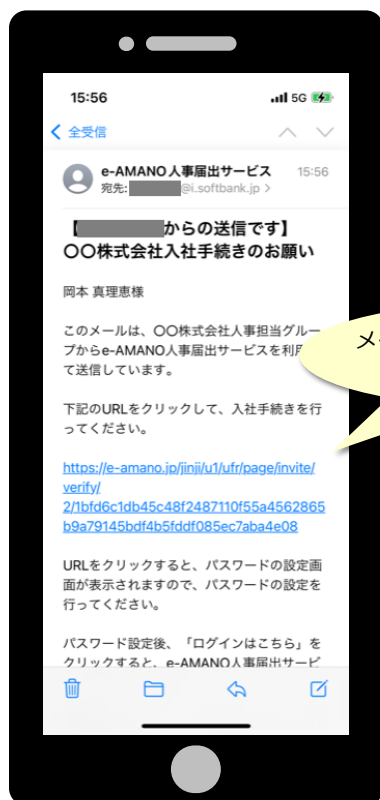 15:56 5G
全受信
e-AMANO人事届出サービス 15:56
宛先: @i.softbank.jp >
【 からの送信です】
〇〇株式会社入社手続きのお願い
岡本 真理恵様
このメールは、〇〇株式会社人事担当グルー
プからe-AMANO人事届出サービスを利用
て送信しています。
下記のURLをクリックして、入社手続きを行
ってください。
https://e-amano.jp/jinji/u1/ufr/page/invite/
verify/
2/1bfd6c1db45c48f2487110f55a4562865
b9a79145bdf4b5fddf085ec7aba4e08
URLをクリックすると、パスワードの設定画
面が表示されますので、パスワードの設定を
行ってください。
パスワード設定後、「ログインはこちら」を
クリックすると、e-AMANO人事届出サービ
メ